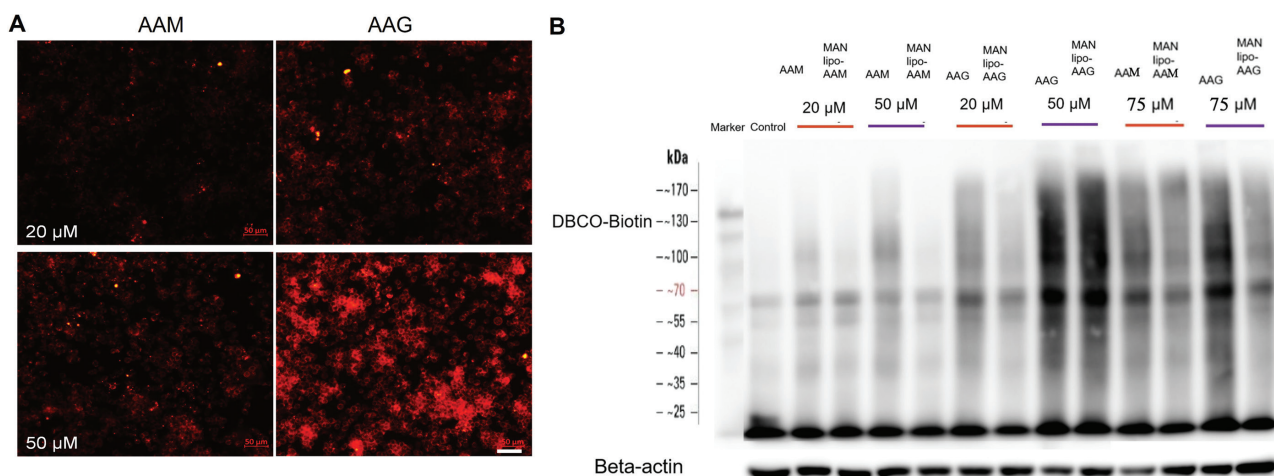 A
AAM
AAG
20 µM
50 µm
50 µm
50 µM
50 µm
50 µm
B
AAM
MAN
lipo-
AAM
AAM
MAN
lipo-
AAM
AAG
MAN
lipo-
AAG
AAG
MAN
lipo-
AAG
AAM
MAN
lipo-
AAM
AAG
MAN
lipo-
AAG
20 µM
50 µM
20 µM
50 µM
75 µM
75 µM
Marker
Control
kDa
~170
DBCO-Biotin
~130
~100
~70
~55
~40
~35
~25
Beta-actin